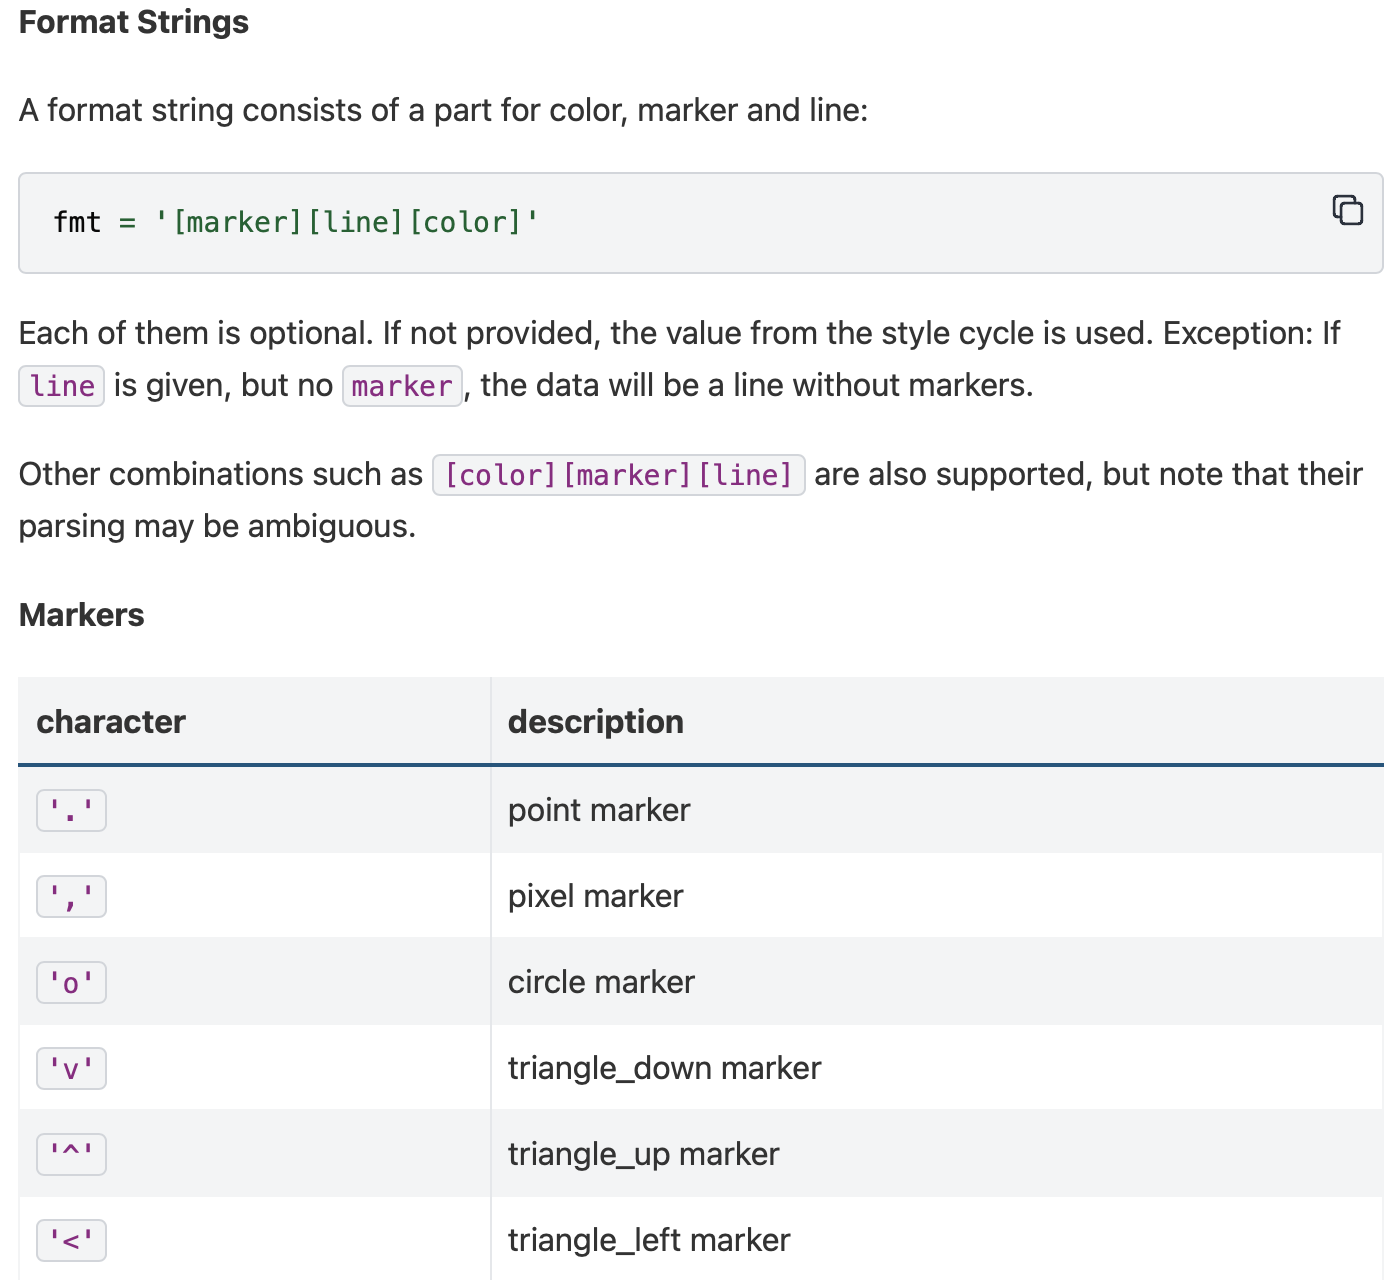 Format Strings
A format string consists of a part for color, marker and line:
fmt = '[marker][line][color]'
Each of them is optional. If not provided, the value from the style cycle is used. Exception: If
line is given, but no marker, the data will be a line without markers.
Other combinations such as [color][marker][line] are also supported, but note that their
parsing may be ambiguous.
Markers
character description
'.' point marker
',' pixel marker
'o' circle marker
'v' triangle_down marker
'^' triangle_up marker
'<' triangle_left marker